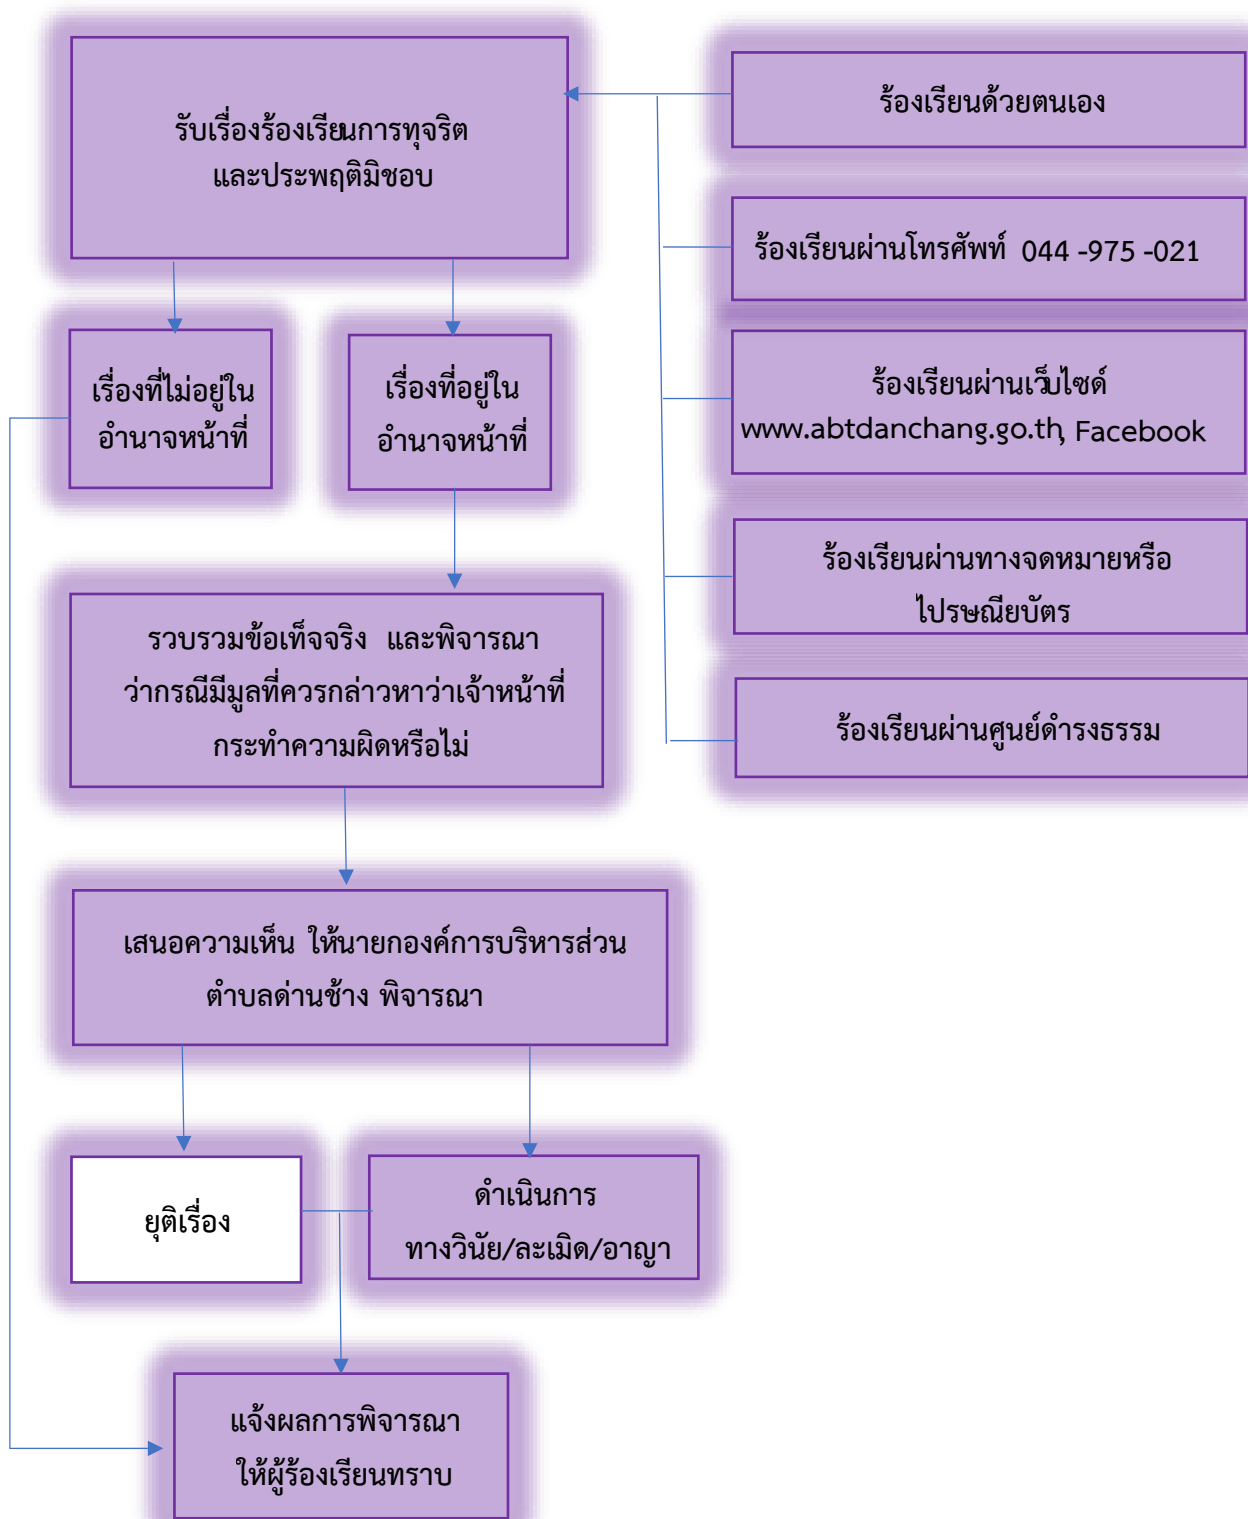 รับเรื่องร้องเรียนการทุจริต
และประพฤติมิชอบ
ร้องเรียนด้วยตนเอง
ร้องเรียนผ่านโทรศัพท์ 044 -975 -021
ร้องเรียนผ่านเว็บไซด์
www.abtdanchang.go.th, Facebook
ร้องเรียนผ่านทางจดหมายหรือ
ไปรษณียบัตร
ร้องเรียนผ่านศูนย์ดำรงธรรม
เรื่องที่ไม่อยู่ใน
อำนาจหน้าที่
เรื่องที่อยู่ใน
อำนาจหน้าที่
รวบรวมข้อเท็จจริง และพิจารณา
ว่ากรณีมีมูลที่ควรกล่าวหาว่าเจ้าหน้าที่
กระทำความผิดหรือไม่
เสนอความเห็น ให้นายกองค์การบริหารส่วน
ตำบลด่านช้าง พิจารณา
ยุติเรื่อง
ดำเนินการ
ทางวินัย/ละเมิด/อาญา
แจ้งผลการพิจารณา
ให้ผู้ร้องเรียนทราบ